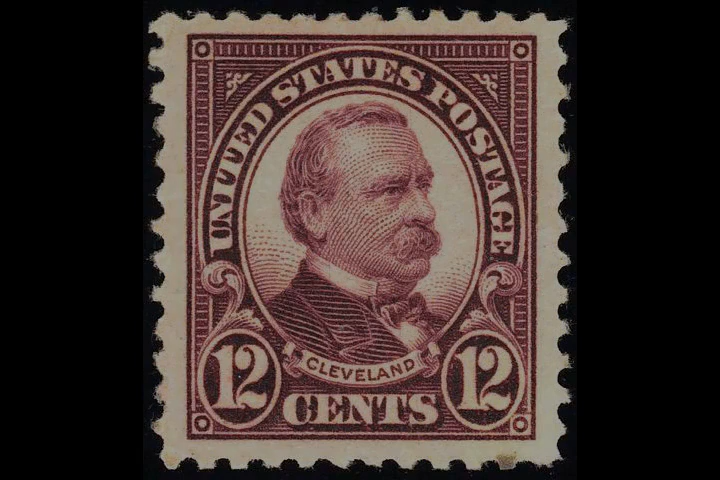 UNITED STATES POSTAGE
CLEVELAND
12 CENTS 12